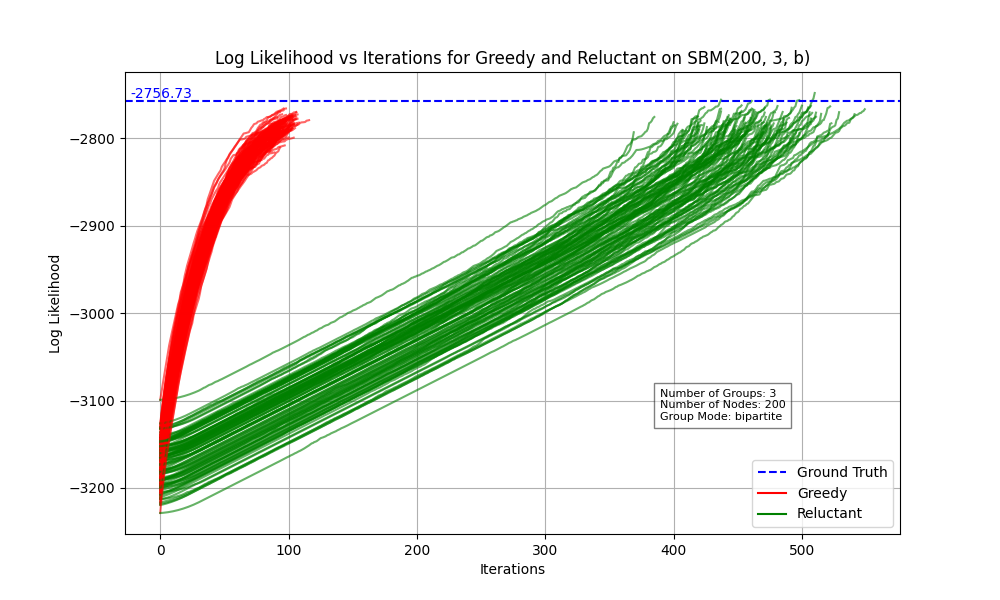 Log Likelihood vs Iterations for Greedy and Reluctant on SBM(200, 3, b)
-2756.73
−2800
−2900
−3000
−3100
−3200
Log Likelihood
Number of Groups: 3
Number of Nodes: 200
Group Mode: bipartite
Ground Truth
Greedy
Reluctant
0 100 200 300 400 500
Iterations